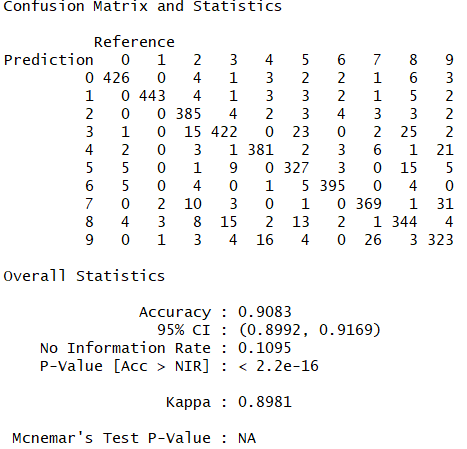 Confusion Matrix and Statistics
Reference
Prediction 0 1 2 3 4 5 6 7 8 9
0 426 0 4 1 3 2 2 1 6 3
1 0 443 4 1 3 3 2 1 5 2
2 0 0 385 4 2 3 4 3 3 2
3 1 0 15 422 0 23 0 2 25 2
4 2 0 3 1 381 2 3 6 1 21
5 5 0 1 9 0 327 3 0 15 5
6 5 0 4 0 1 5 395 0 4 0
7 0 2 10 3 0 1 0 369 1 31
8 4 3 8 15 2 13 2 1 344 4
9 0 1 3 4 16 4 0 26 3 323
Overall Statistics
Accuracy : 0.9083
95% CI : (0.8992, 0.9169)
No Information Rate : 0.1095
P-Value [Acc > NIR] : < 2.2e-16
Kappa : 0.8981
Mcnemar's Test P-Value : NA